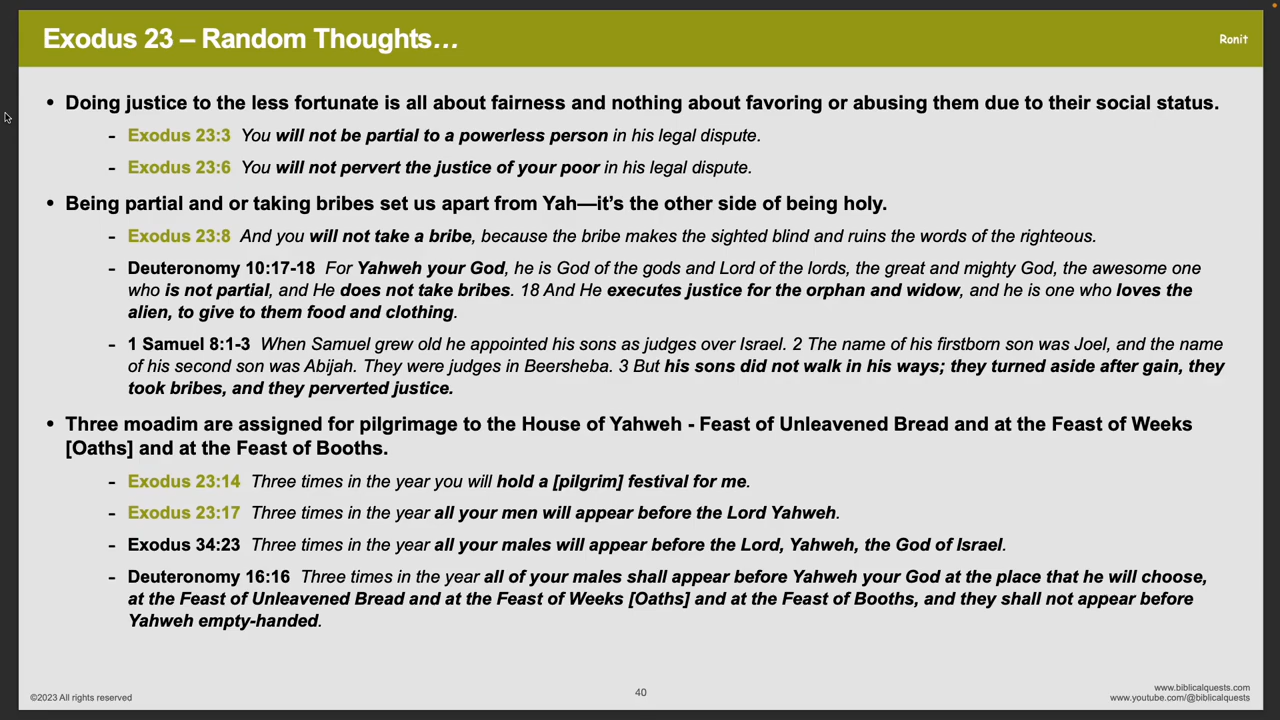 Exodus 23 – Random Thoughts…
Ronit
• Doing justice to the less fortunate is all about fairness and nothing about favoring or abusing them due to their social status.
- Exodus 23:3 You will not be partial to a powerless person in his legal dispute.
- Exodus 23:6 You will not pervert the justice of your poor in his legal dispute.
• Being partial and or taking bribes set us apart from Yah—it’s the other side of being holy.
- Exodus 23:8 And you will not take a bribe, because the bribe makes the sighted blind and ruins the words of the righteous.
- Deuteronomy 10:17-18 For Yahweh your God, he is God of the gods and Lord of the lords, the great and mighty God, the awesome one
who is not partial, and He does not take bribes. 18 And He executes justice for the orphan and widow, and he is one who loves the
alien, to give to them food and clothing.
- 1 Samuel 8:1-3 When Samuel grew old he appointed his sons as judges over Israel. 2 The name of his firstborn son was Joel, and the name
of his second son was Abijah. They were judges in Beersheba. 3 But his sons did not walk in his ways; they turned aside after gain, they
took bribes, and they perverted justice.
• Three moadim are assigned for pilgrimage to the House of Yahweh - Feast of Unleavened Bread and at the Feast of Weeks
[Oaths] and at the Feast of Booths.
- Exodus 23:14 Three times in the year you will hold a [pilgrim] festival for me.
- Exodus 23:17 Three times in the year all your men will appear before the Lord Yahweh.
- Exodus 34:23 Three times in the year all your males will appear before the Lord, Yahweh, the God of Israel.
- Deuteronomy 16:16 Three times in the year all of your males shall appear before Yahweh your God at the place that he will choose,
at the Feast of Unleavened Bread and at the Feast of Weeks [Oaths] and at the Feast of Booths, and they shall not appear before
Yahweh empty-handed.
©2023 All rights reserved
40
www.biblicalquests.com
www.youtube.com/@biblicalquests